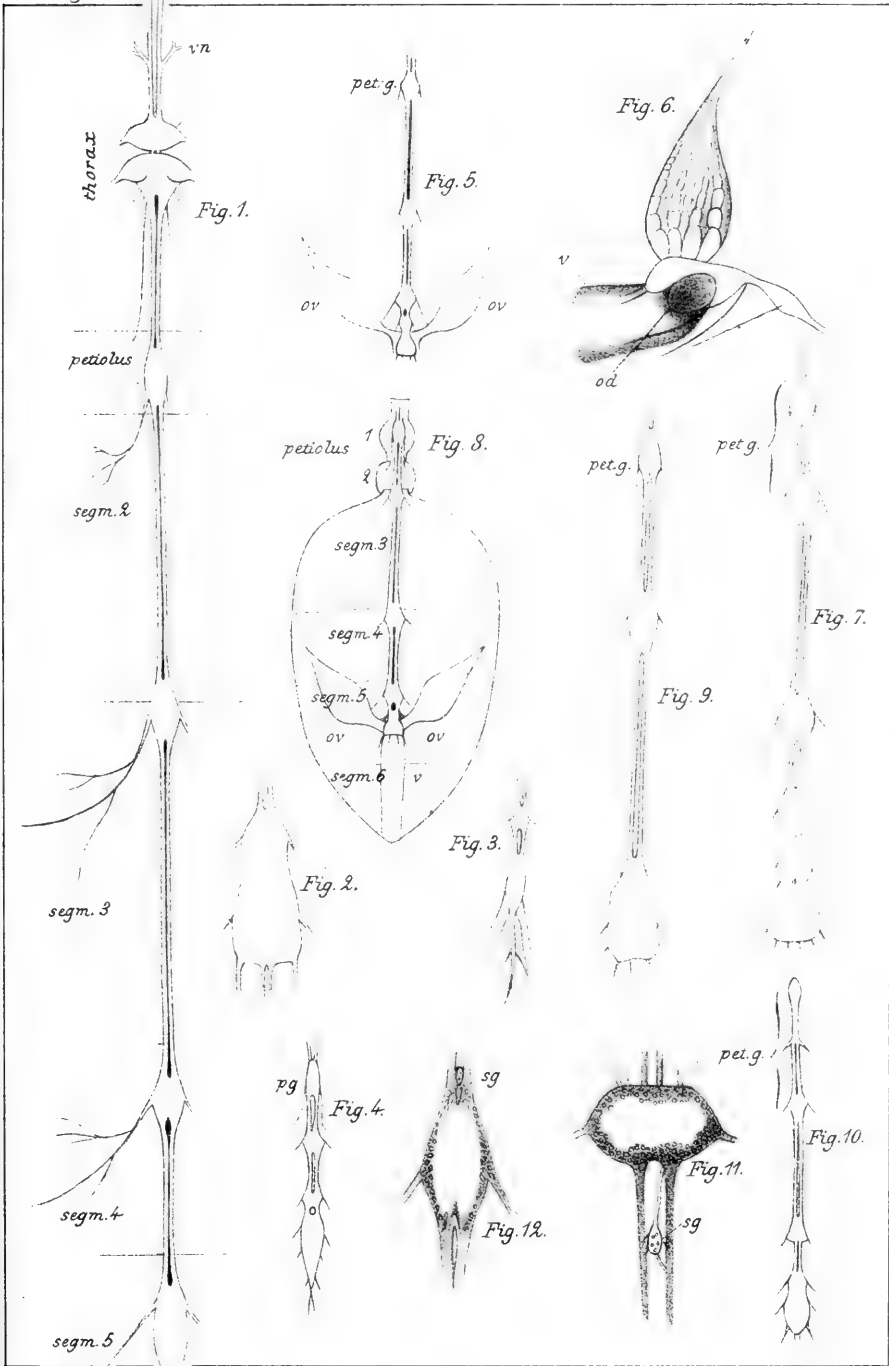 vn
thorax
Fig. 1.
petiolus
segm. 2
segm. 3
segm. 4
segm. 5
pet. g.
Fig. 5.
ov
ov
Fig. 6.
v
od
petiolus
1
2
Fig. 8.
segm. 3
segm. 4
segm. 5
ov
ov
segm. 6
v
pet. g.
Fig. 9.
pet g.
Fig. 7.
Fig. 2.
Fig. 3.
pg
Fig. 4.
sg
Fig. 12.
Fig. 11.
sg
pet. g.
Fig. 10.